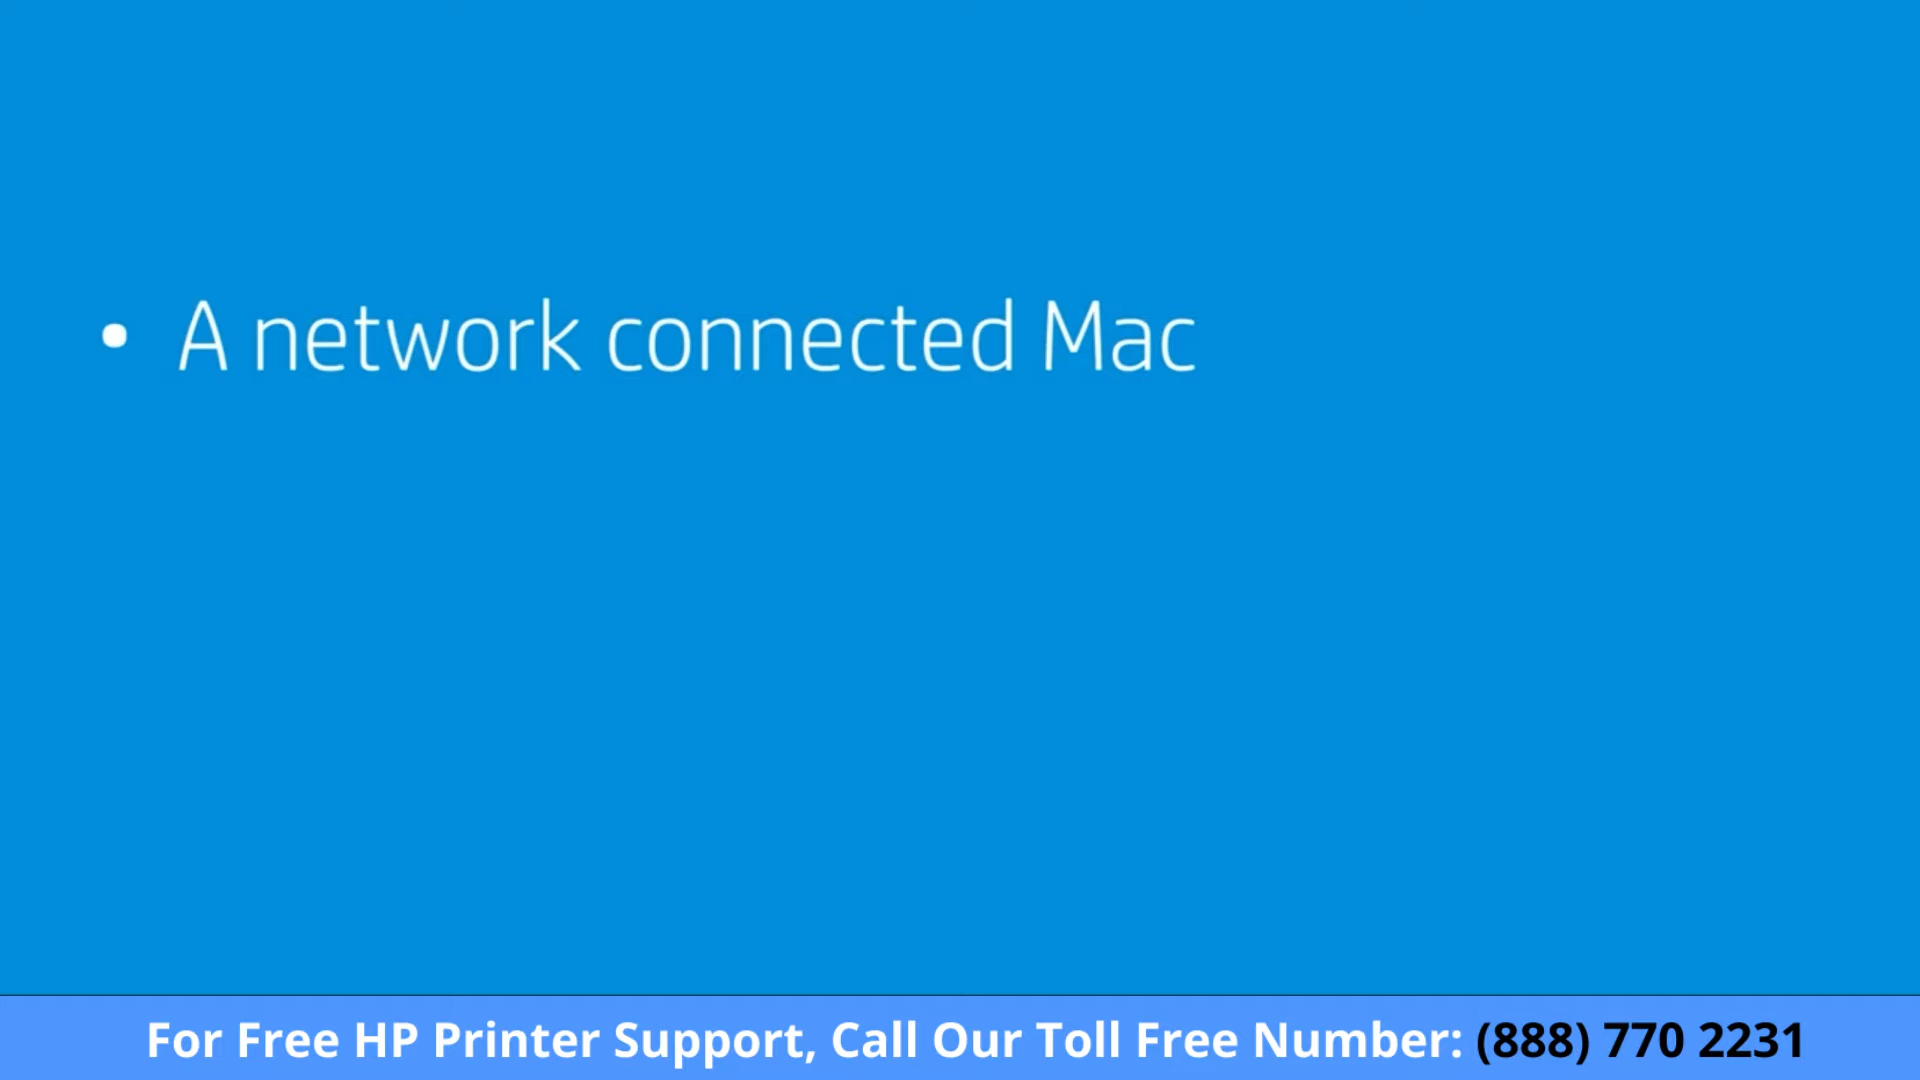 • A network connected Mac
For Free HP Printer Support, Call Our Toll Free Number: (888) 770 2231